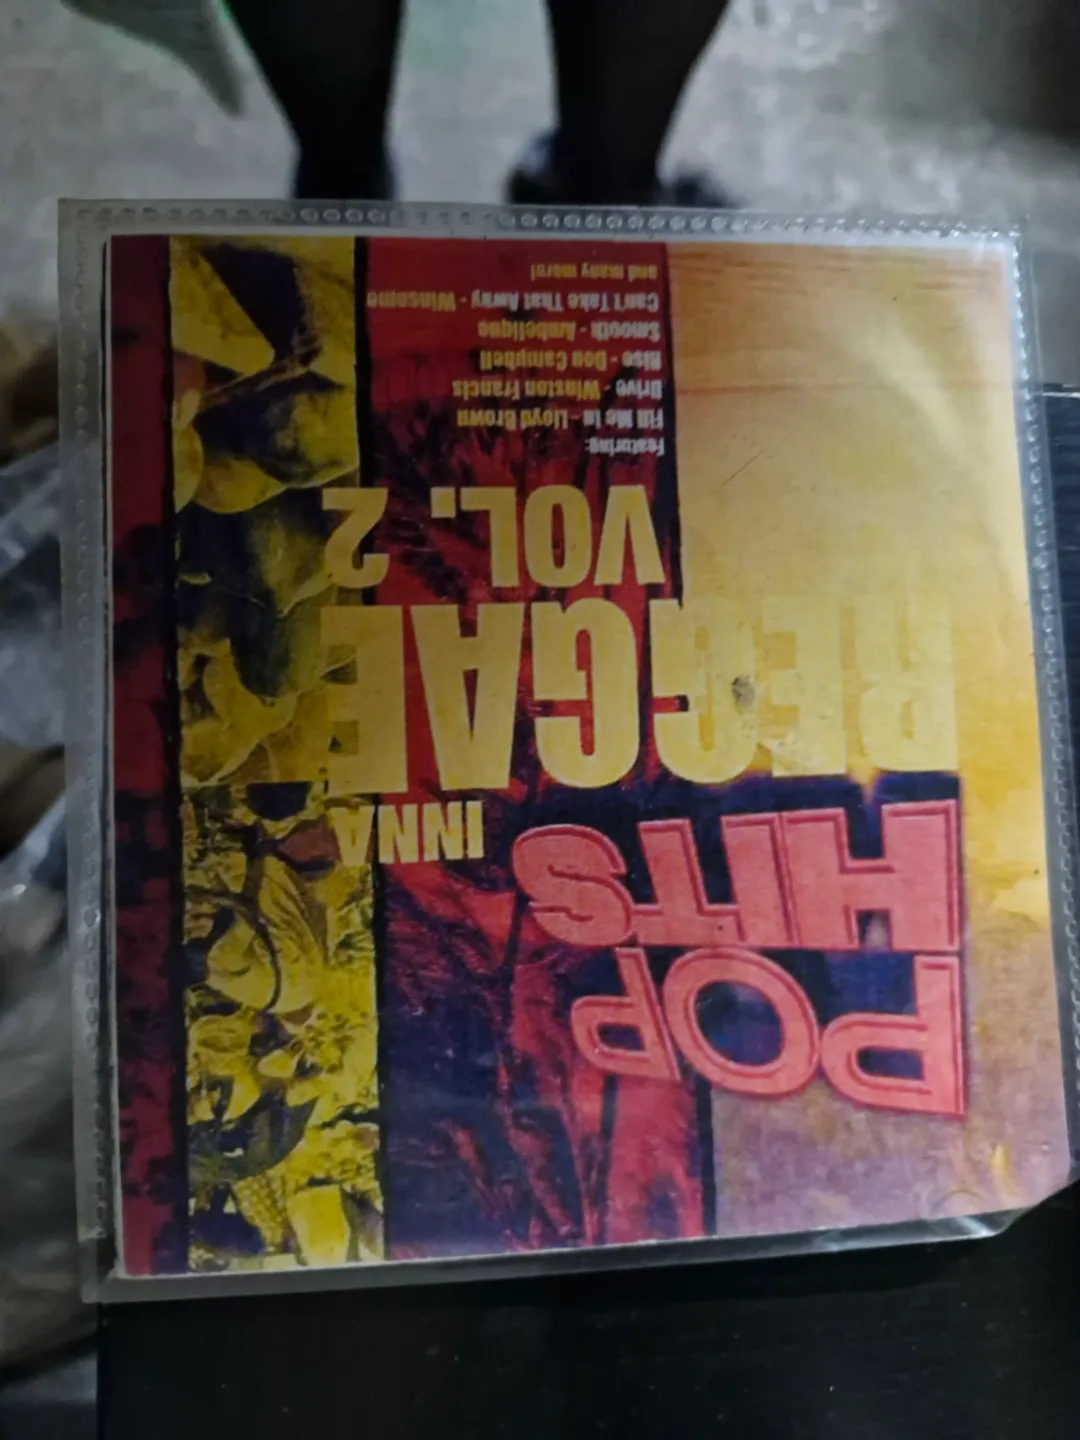 POP
HITS
INNA
REGGAE
VOL. 2
Featuring:
Fill Me In - Lloyd Brown
Drive - Winston Francis
Rise - Don Campbell
Smooth - Ambelique
Can't Take That Away - Winsome
and many more!